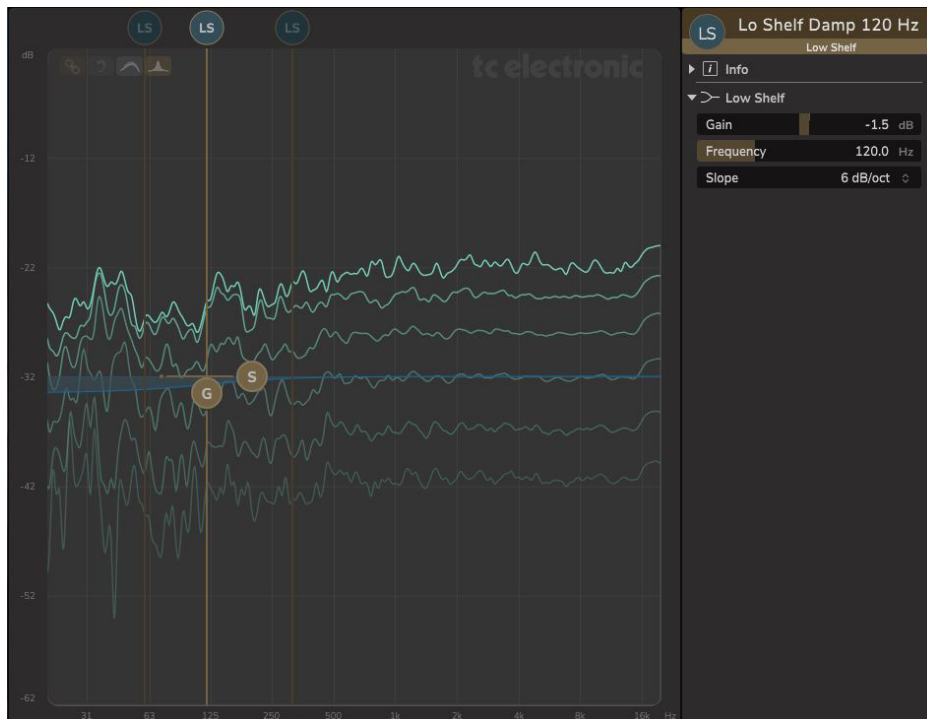 LS LS LS
dB
tc electronic
-12
-22
-32
-42
-52
-62
S
G
31 63 125 250 500 1k 2k 4k 8k 16k Hz
LS Lo Shelf Damp 120 Hz
Low Shelf
i Info
Low Shelf
Gain -1.5 dB
Frequency 120.0 Hz
Slope 6 dB/oct